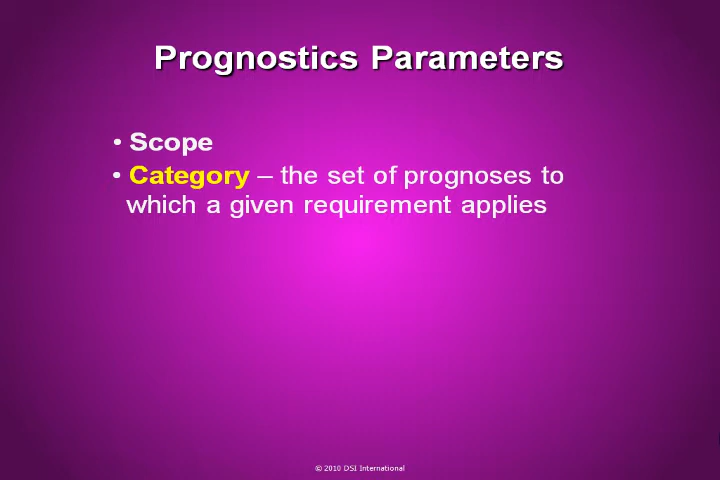 Prognostics Parameters
• Scope
• Category – the set of prognoses to
which a given requirement applies
© 2010 DSI International